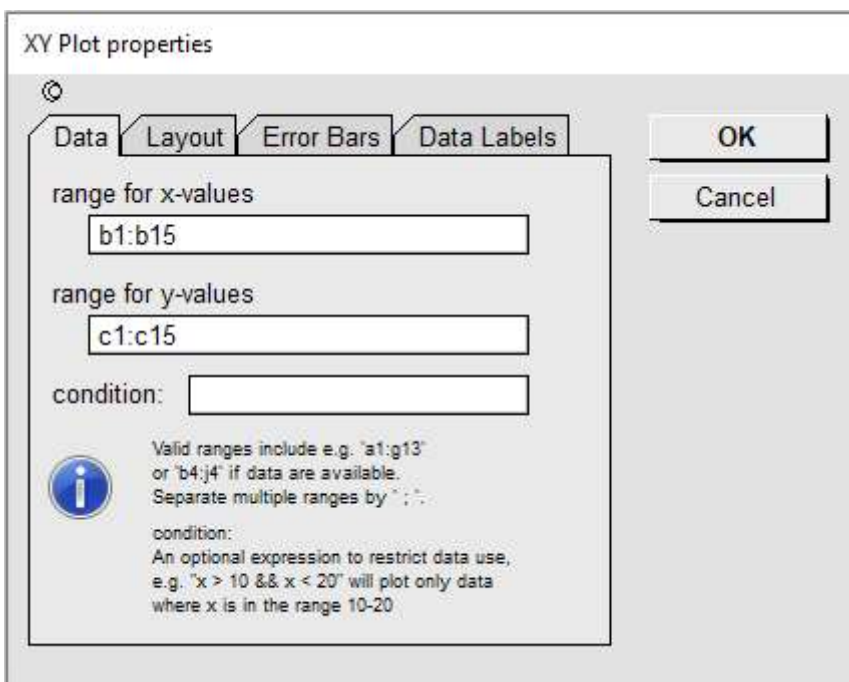 XY Plot properties
©
Data Layout Error Bars Data Labels
OK
Cancel
range for x-values
b1:b15
range for y-values
c1:c15
condition:
Valid ranges include e.g. "a1:g13"
or "b4:j4" if data are available.
Separate multiple ranges by " ; ".
condition:
An optional expression to restrict data use,
e.g. "x > 10 && x < 20" will plot only data
where x is in the range 10-20